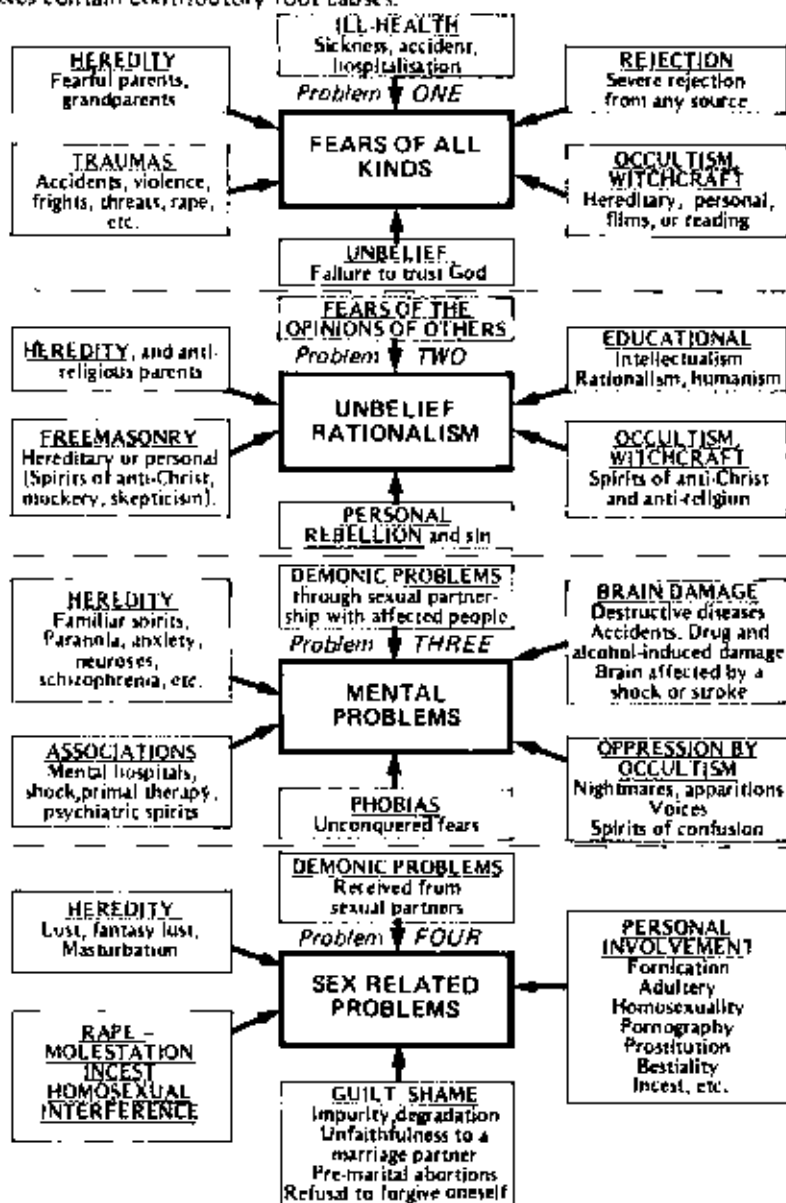 ILL-HEALTH
Sickness, accident,
hospitalisation
HEREDITY
Fearful parents,
grandparents
REJECTION
Severe rejection
from any source
Problem ONE
FEARS OF ALL
KINDS
TRAUMAS
Accidents, violence,
frights, threats, rape,
etc.
OCCULTISM,
WITCHCRAFT
Hereditary, personal,
films, or reading
UNBELIEF,
Failure to trust God
FEARS OF THE
OPINIONS OF OTHERS
HEREDITY, and anti-
religious parents
EDUCATIONAL
Intellectualism
Rationalism, humanism
Problem TWO
UNBELIEF
RATIONALISM
FREEMASONRY
Hereditary or personal
(Spirits of anti-Christ,
mockery, skepticism).
OCCULTISM,
WITCHCRAFT
Spirits of anti-Christ
and anti-religion
PERSONAL
REBELLION and sin
DEMONIC PROBLEMS
through sexual partner-
ship with affected people
HEREDITY
Familiar spirits,
Paranoia, anxiety,
neuroses,
schizophrenia, etc.
BRAIN DAMAGE
Destructive diseases
Accidents. Drug and
alcohol-induced damage
Brain affected by a
shock or stroke
Problem THREE
MENTAL
PROBLEMS
ASSOCIATIONS
Mental hospitals,
shock, primal therapy,
psychiatric spirits
OPPRESSION BY
OCCULTISM
Nightmares, apparitions
Voices
Spirits of confusion
PHOBIAS
Unconquered fears
DEMONIC PROBLEMS
Received from
sexual partners
HEREDITY
Lust, fantasy lust,
Masturbation
Problem FOUR
SEX RELATED
PROBLEMS
PERSONAL
INVOLVEMENT
Fornication
Adultery
Homosexuality
Pornography
Prostitution
Bestiality
Incest, etc.
RAPE –
MOLESTATION
INCEST
HOMOSEXUAL
INTERFERENCE
GUILT SHAME
Impurity, degradation
Unfaithfulness to a
marriage partner
Pre-marital abortions
Refusal to forgive oneself